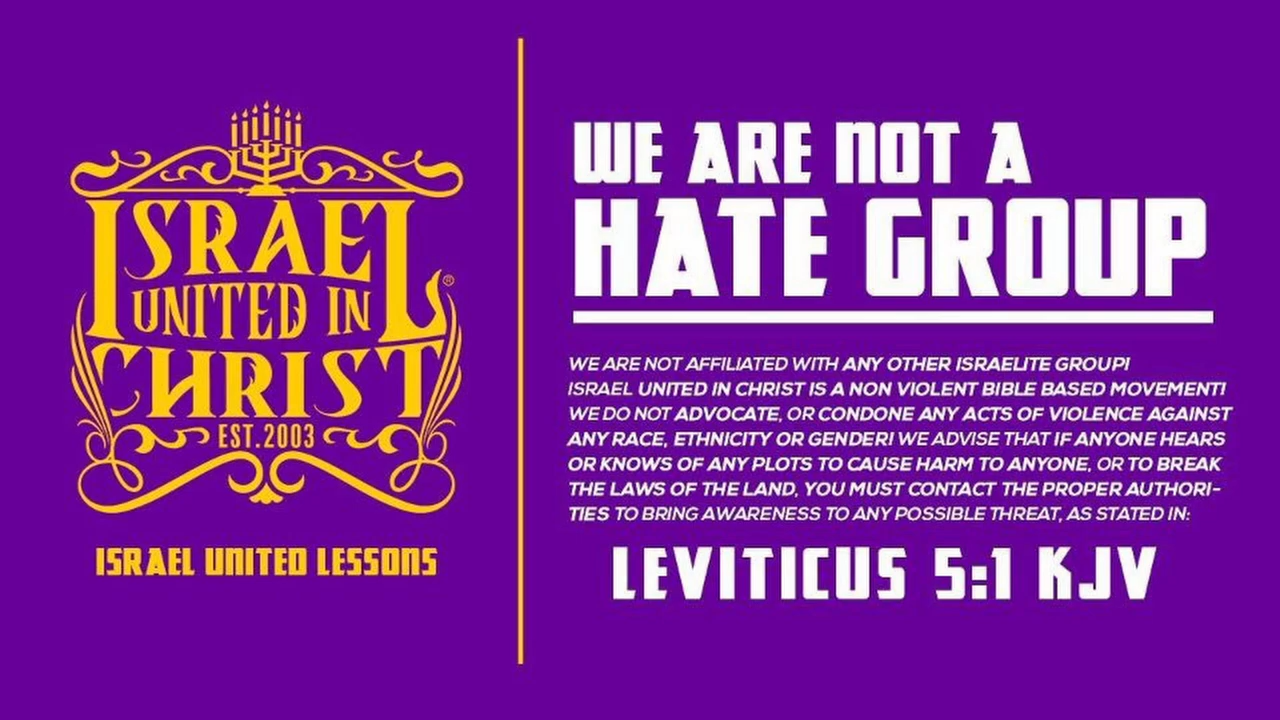 ISRAEL
UNITED IN
CHRIST
EST.2003
®
ISRAEL UNITED LESSONS
WE ARE NOT A
HATE GROUP
WE ARE NOT AFFILIATED WITH ANY OTHER ISRAELITE GROUP!
ISRAEL UNITED IN CHRIST IS A NON VIOLENT BIBLE BASED MOVEMENT!
WE DO NOT ADVOCATE, OR CONDONE ANY ACTS OF VIOLENCE AGAINST
ANY RACE, ETHNICITY OR GENDER! WE ADVISE THAT IF ANYONE HEARS
OR KNOWS OF ANY PLOTS TO CAUSE HARM TO ANYONE, OR TO BREAK
THE LAWS OF THE LAND, YOU MUST CONTACT THE PROPER AUTHORI-
TIES TO BRING AWARENESS TO ANY POSSIBLE THREAT, AS STATED IN:
LEVITICUS 5:1 KJV